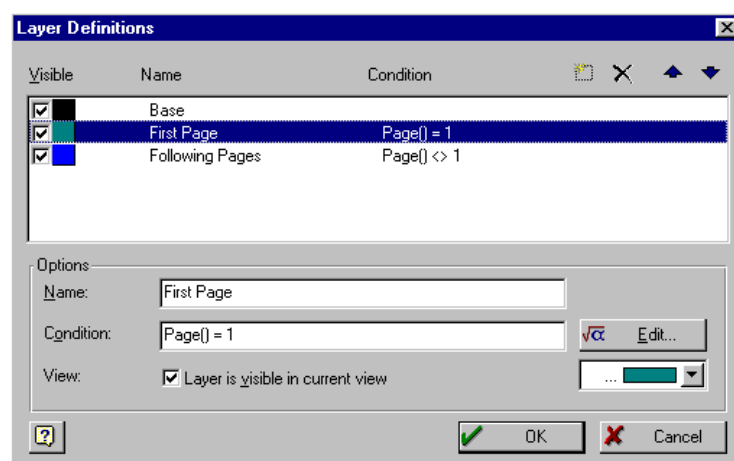 Layer Definitions
Visible Name Condition
Base
First Page Page() = 1
Following Pages Page() <> 1
Options
Name: First Page
Condition: Page() = 1 √α Edit...
View: Layer is visible in current view ...
? OK Cancel